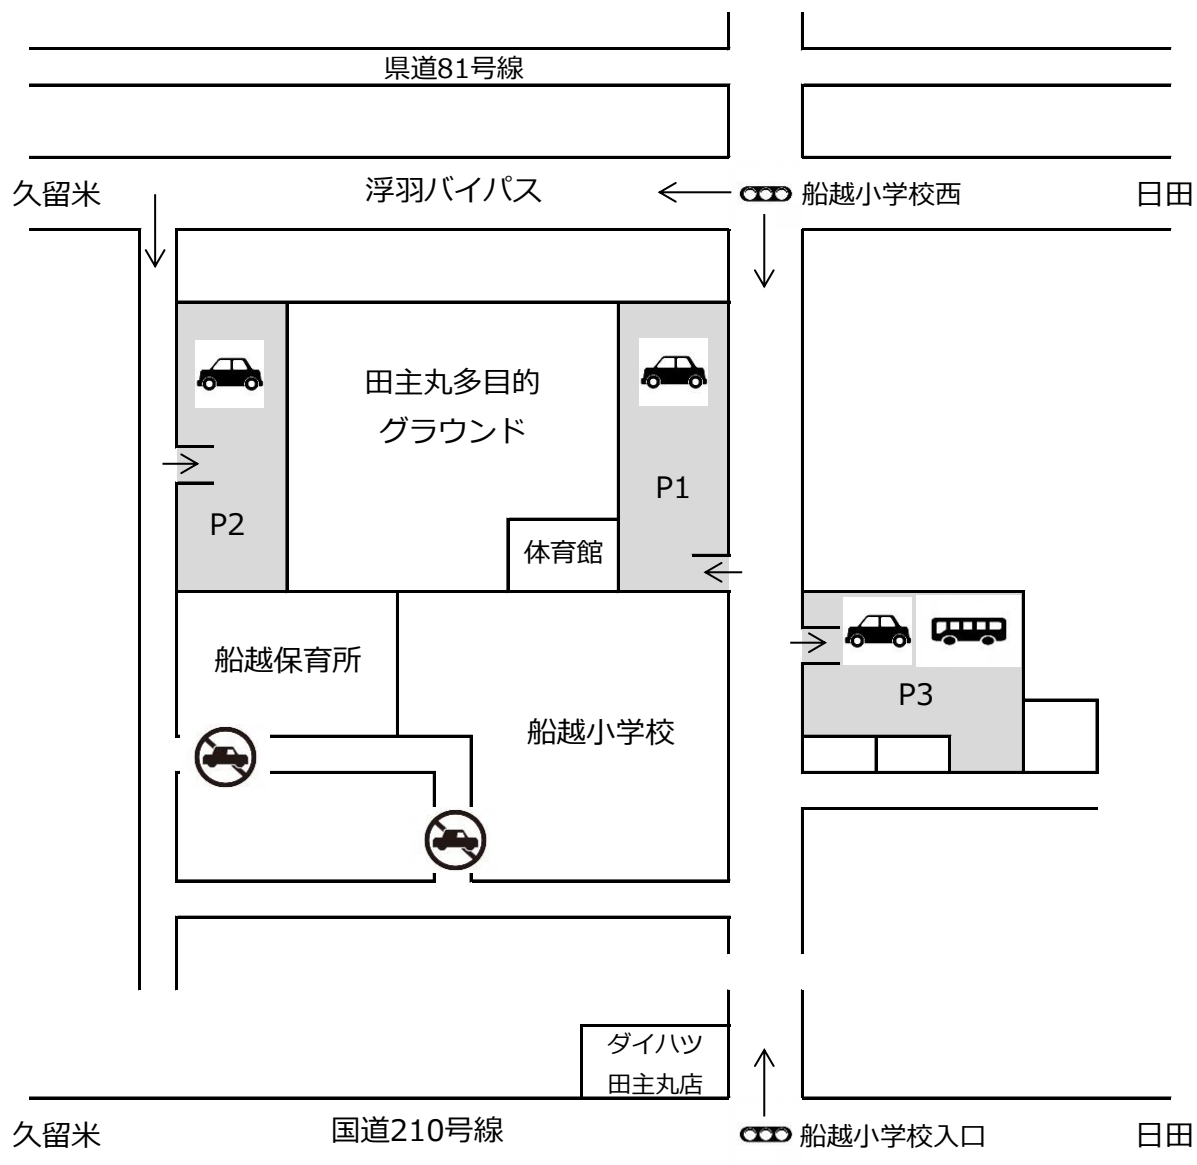 県道81号線
久留米
浮羽バイパス
船越小学校西
日田
田主丸多目的
グラウンド
P1
P2
体育館
船越保育所
P3
船越小学校
ダイハツ
田主丸店
久留米
国道210号線
船越小学校入口
日田